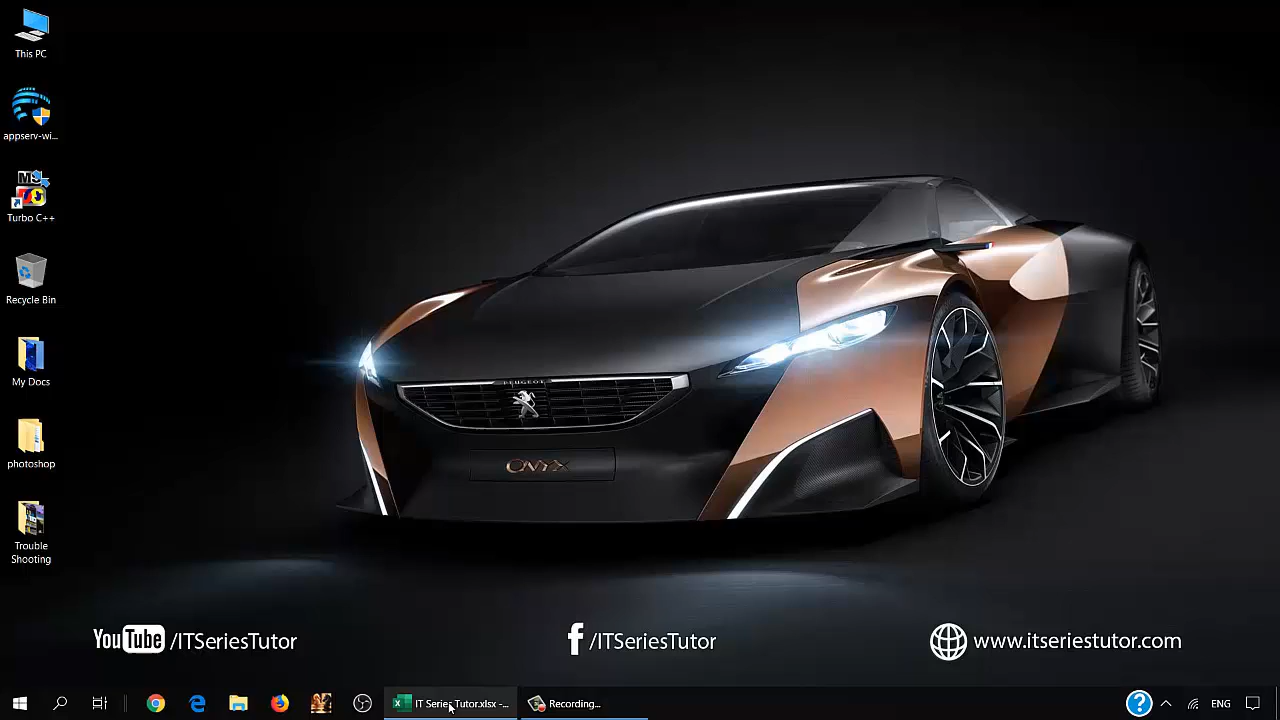 This PC
appserv-wi...
Turbo C++
Recycle Bin
My Docs
photoshop
Trouble
Shooting
PEUGEOT
ONYX
YouTube /ITSeriesTutor
f /ITSeriesTutor
www.itseriestutor.com
IT Series Tutor.xlsx -...
Recording...
ENG